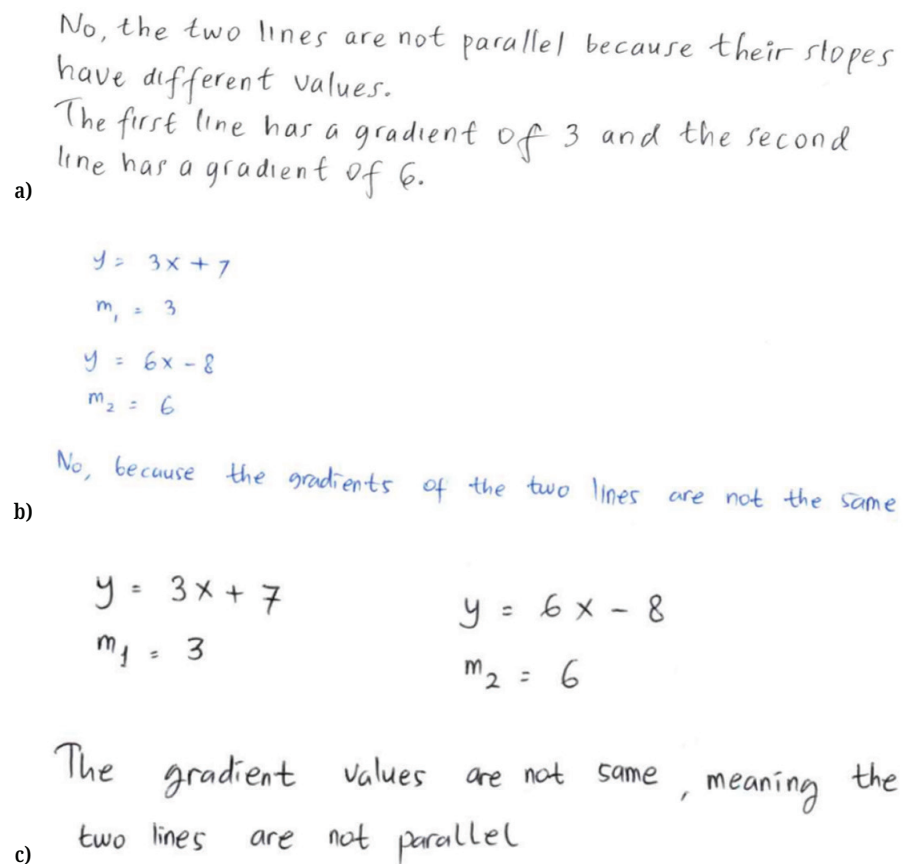 No, the two lines are not parallel because their slopes
have different values.
The first line has a gradient of 3 and the second
line has a gradient of 6.
a)
y = 3x + 7
m₁ = 3
y = 6x - 8
m₂ = 6
No, because the gradients of the two lines are not the same
b)
y = 3x + 7
m₁ = 3
y = 6x - 8
m₂ = 6
The gradient values are not same, meaning the
two lines are not parallel
c)